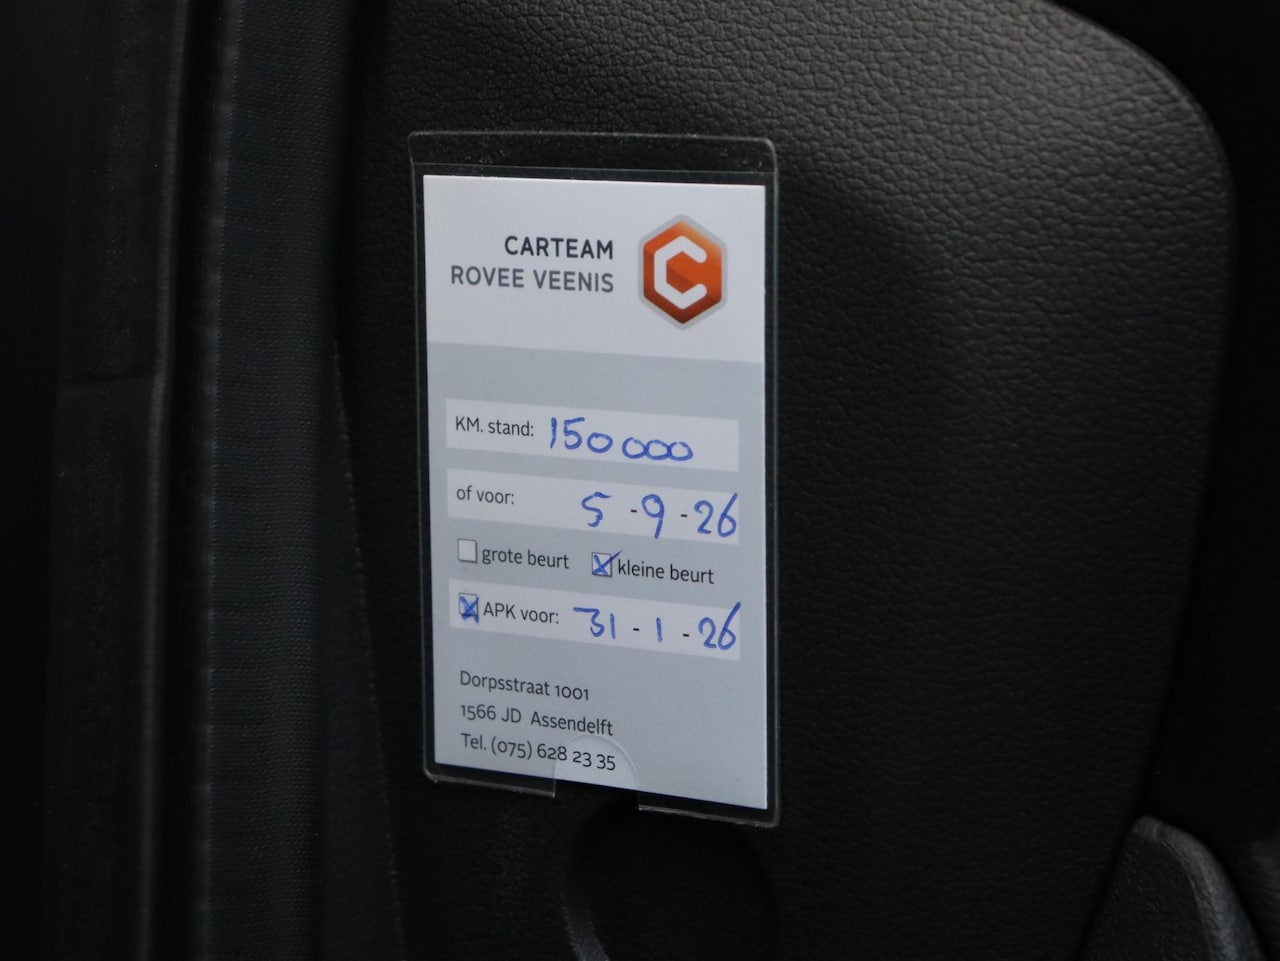 CARTEAM
ROVEE VEENIS
KM. stand: 150000
of voor: 5-9-26
grote beurt kleine beurt
APK voor: 31-1-26
Dorpsstraat 1001
1566 JD Assendelft
Tel. (075) 628 23 35